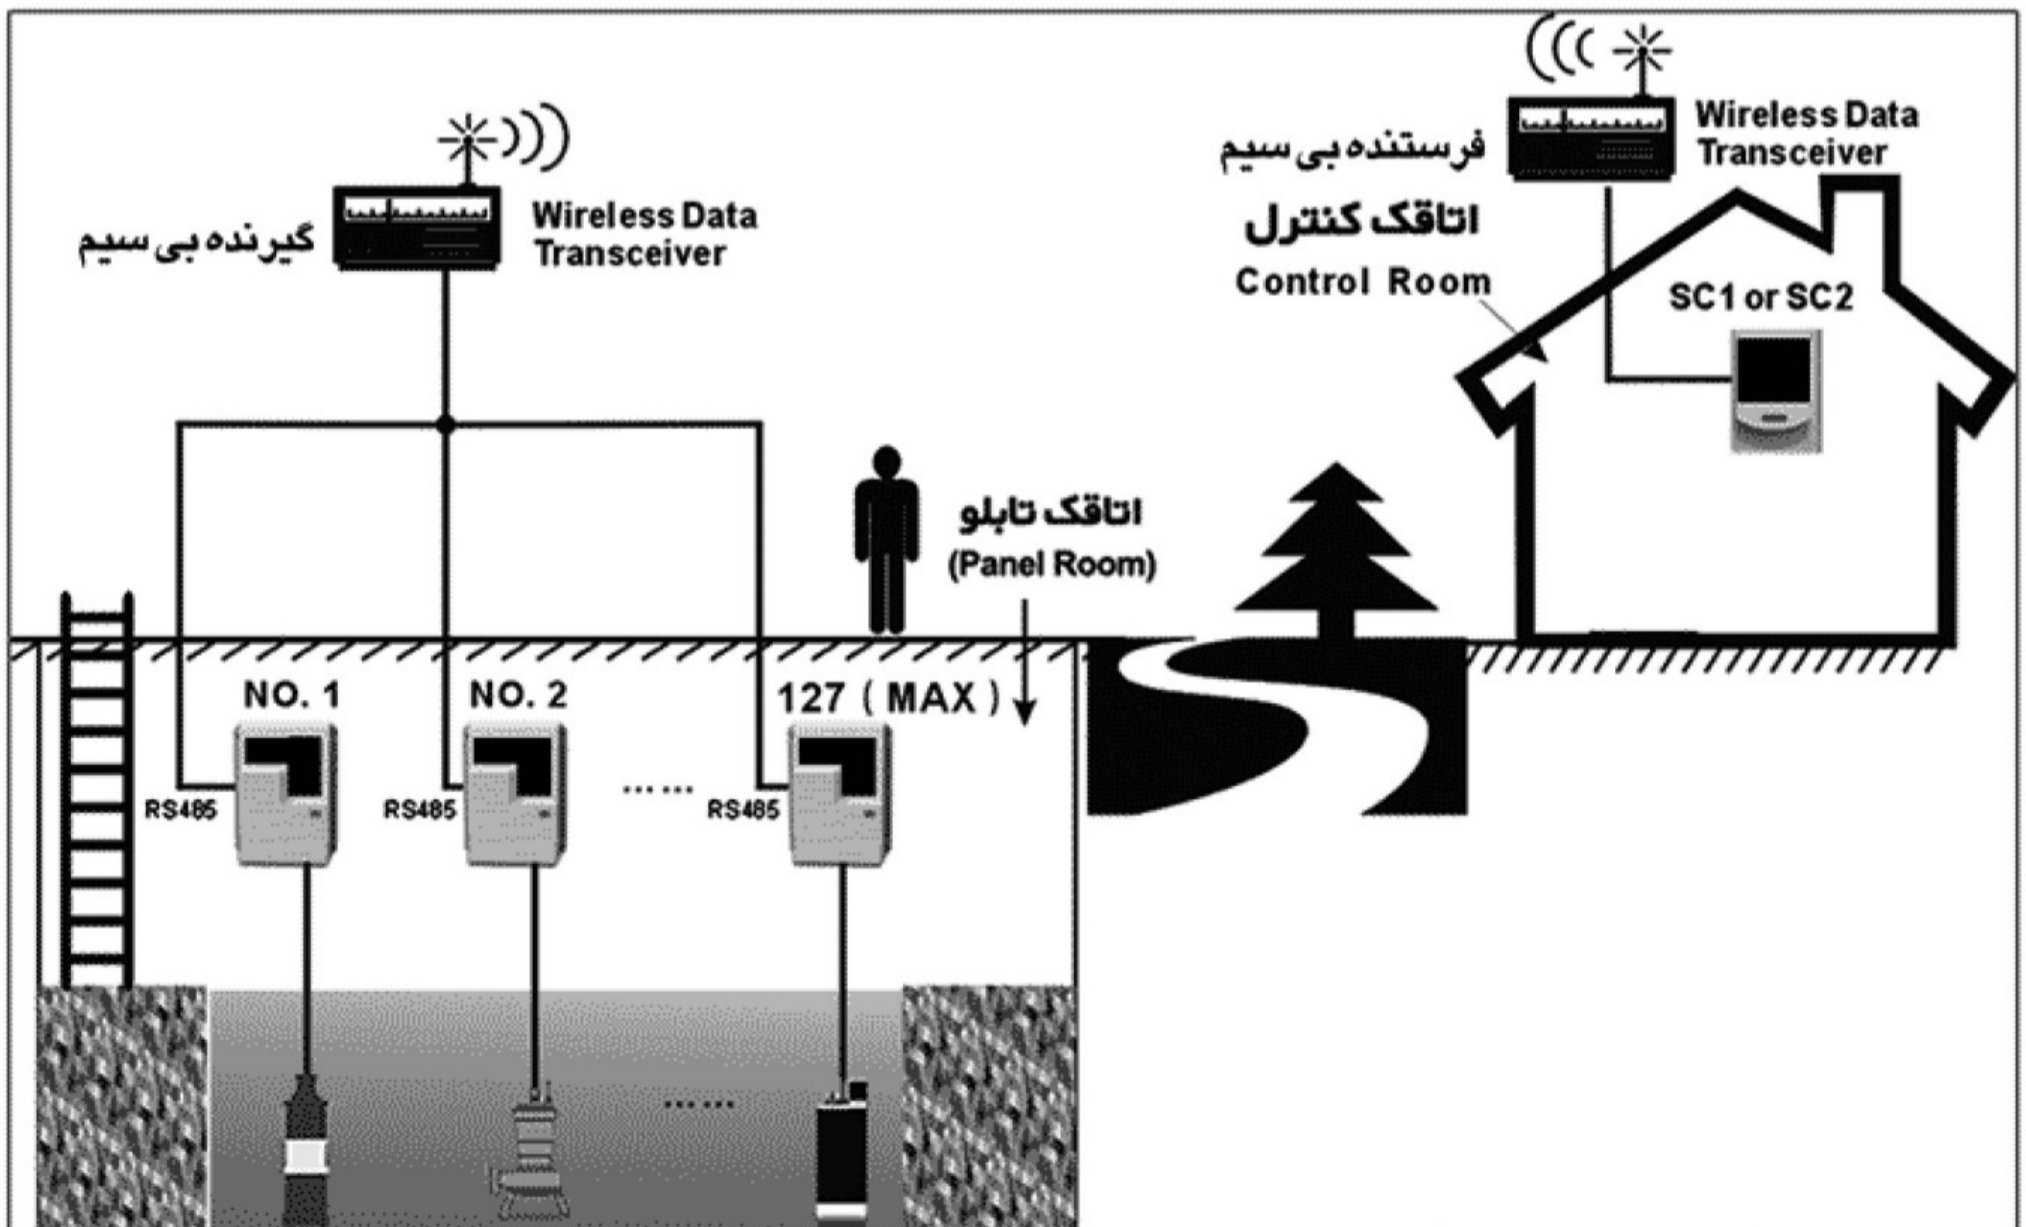 Wireless Data
Transceiver
فرستنده بی سیم
اتاقک کنترل
Control Room
SC1 or SC2
Wireless Data
Transceiver
گیرنده بی سیم
اتاقک تابلو
(Panel Room)
NO. 1
NO. 2
127 ( MAX )
RS485
RS485
......
RS485
......